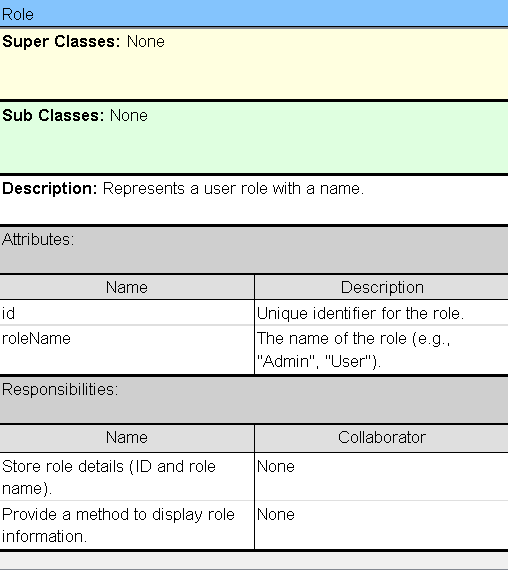 Role
Super Classes: None
Sub Classes: None
Description: Represents a user role with a name.
Attributes:
Name Description
id Unique identifier for the role.
roleName The name of the role (e.g.,
"Admin", "User").
Responsibilities:
Name Collaborator
Store role details (ID and role None
name).
Provide a method to display role None
information.